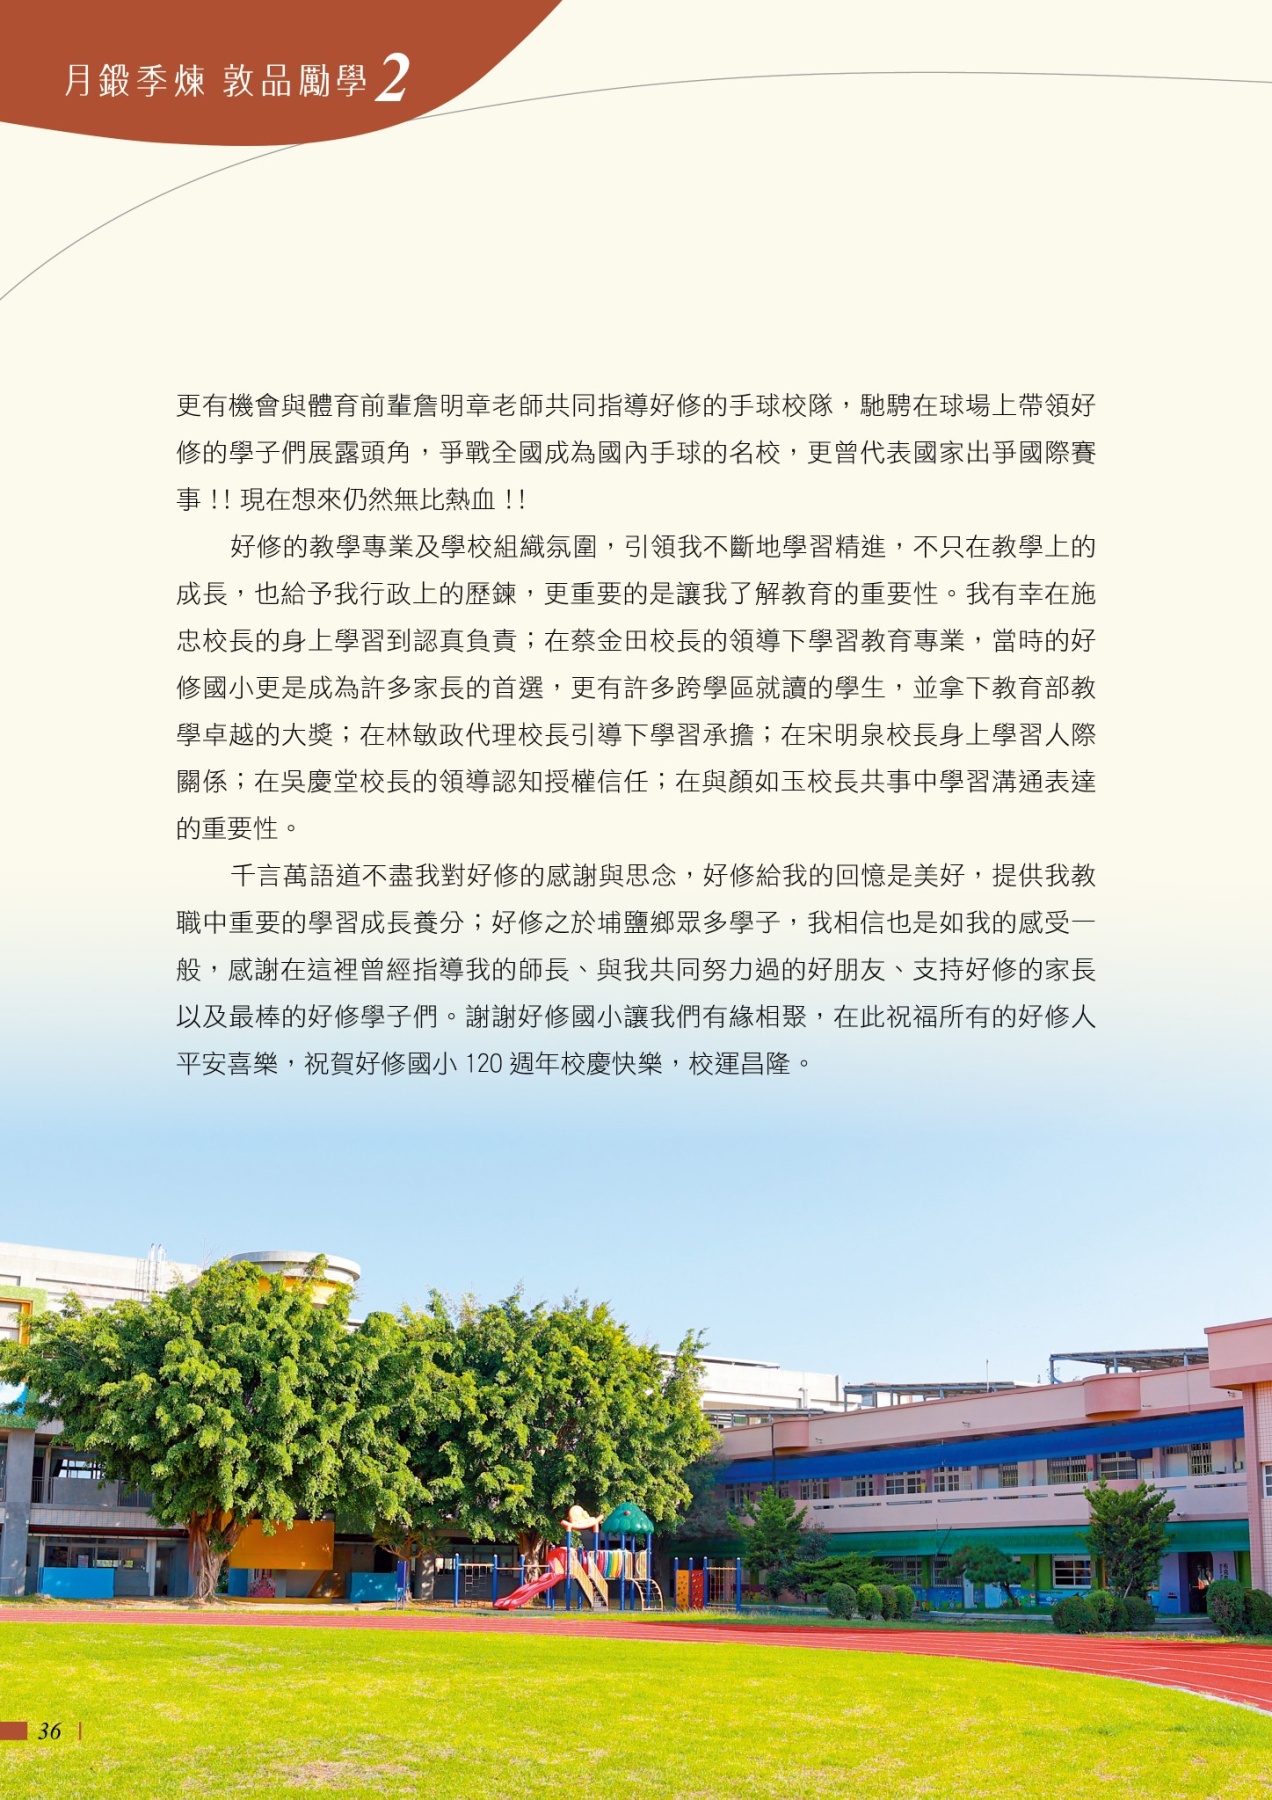 月鍛季煉 敦品勵學2
更有機會與體育前輩詹明章老師共同指導好修的手球校隊，馳騁在球場上帶領好
修的學子們展露頭角，爭戰全國成為國內手球的名校，更曾代表國家出爭國際賽
事 !! 現在想來仍然無比熱血 !!
好修的教學專業及學校組織氛圍，引領我不斷地學習精進，不只在教學上的
成長，也給予我行政上的歷鍊，更重要的是讓我了解教育的重要性。我有幸在施
忠校長的身上學習到認真負責；在蔡金田校長的領導下學習教育專業，當時的好
修國小更是成為許多家長的首選，更有許多跨學區就讀的學生，並拿下教育部教
學卓越的大獎；在林敏政代理校長引導下學習承擔；在宋明泉校長身上學習人際
關係；在吳慶堂校長的領導認知授權信任；在與顏如玉校長共事中學習溝通表達
的重要性。
千言萬語道不盡我對好修的感謝與思念，好修給我的回憶是美好，提供我教
職中重要的學習成長養分；好修之於埔鹽鄉眾多學子，我相信也是如我的感受一
般，感謝在這裡曾經指導我的師長、與我共同努力過的好朋友、支持好修的家長
以及最棒的好修學子們。謝謝好修國小讓我們有緣相聚，在此祝福所有的好修人
平安喜樂，祝賀好修國小 120 週年校慶快樂，校運昌隆。
36